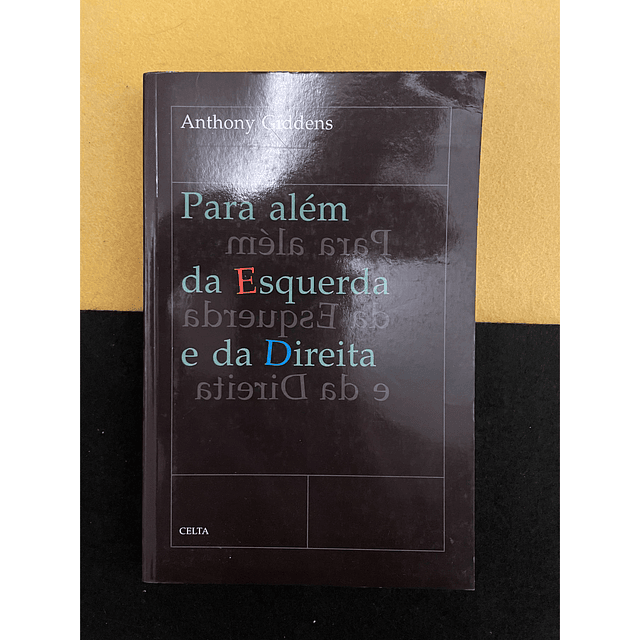 Anthony Giddens
Para além
Para além
da Esquerda
da Esquerda
e da Direita
e da Direita
CELTA